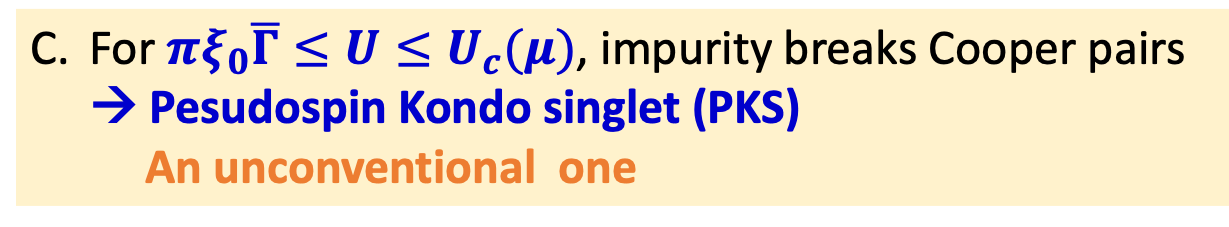 C. For πξ₀Γ̅ ≤ U ≤ U_c(μ), impurity breaks Cooper pairs
→ Pesudospin Kondo singlet (PKS)
An unconventional one